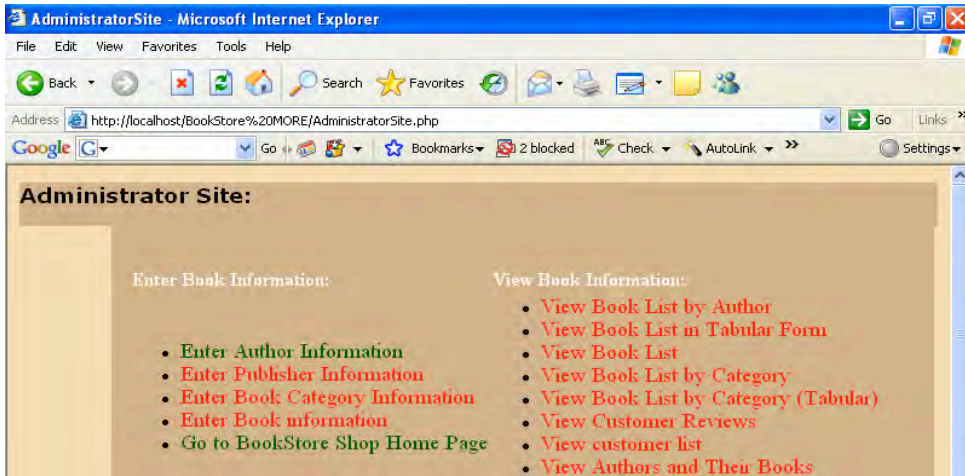 AdministratorSite - Microsoft Internet Explorer
File Edit View Favorites Tools Help
Back Search Favorites
Address http://localhost/BookStore%20MORE/AdministratorSite.php Go Links »
Google G Go Bookmarks 2 blocked ABC Check AutoLink » Settings
Administrator Site:
Enter Book Information:
Enter Author Information
Enter Publisher Information
Enter Book Category Information
Enter Book information
Go to BookStore Shop Home Page
View Book Information:
View Book List by Author
View Book List in Tabular Form
View Book List
View Book List by Category
View Book List by Category (Tabular)
View Customer Reviews
View customer list
View Authors and Their Books